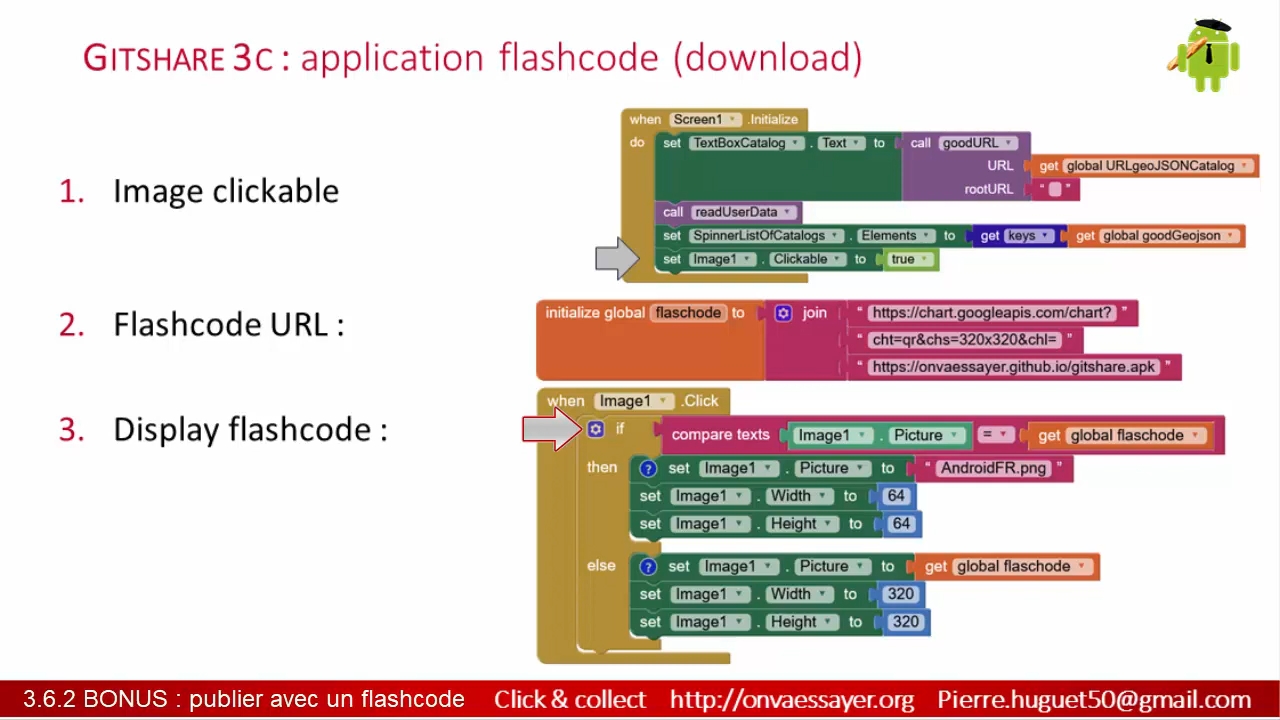 GITSHARE 3C : application flashcode (download)
when Screen1 .Initialize
do set TextBoxCatalog . Text to call goodURL
URL get global URLgeoJSONCatalog
rootURL “ ”
call readUserData
set SpinnerListOfCatalogs . Elements to get keys get global goodGeojson
set Image1 . Clickable to true
1. Image clickable
2. Flashcode URL :
initialize global flaschode to join “ https://chart.googleapis.com/chart? ”
“ cht=qr&chs=320x320&chl= ”
“ https://onvaessayer.github.io/gitshare.apk ”
3. Display flashcode :
when Image1 .Click
if compare texts Image1 . Picture = get global flaschode
then ? set Image1 . Picture to “ AndroidFR.png ”
set Image1 . Width to 64
set Image1 . Height to 64
else ? set Image1 . Picture to get global flaschode
set Image1 . Width to 320
set Image1 . Height to 320
3.6.2 BONUS : publier avec un flashcode Click & collect http://onvaessayer.org Pierre.huguet50@gmail.com